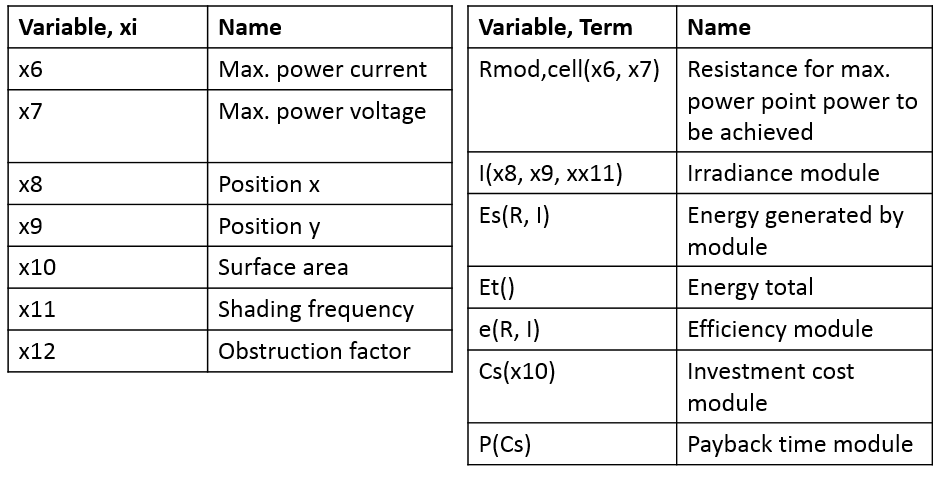 Variable, xi Name
x6 Max. power current
x7 Max. power voltage
x8 Position x
x9 Position y
x10 Surface area
x11 Shading frequency
x12 Obstruction factor
Variable, Term Name
Rmod,cell(x6, x7) Resistance for max.
power point power to
be achieved
I(x8, x9, xx11) Irradiance module
Es(R, I) Energy generated by
module
Et() Energy total
e(R, I) Efficiency module
Cs(x10) Investment cost
module
P(Cs) Payback time module